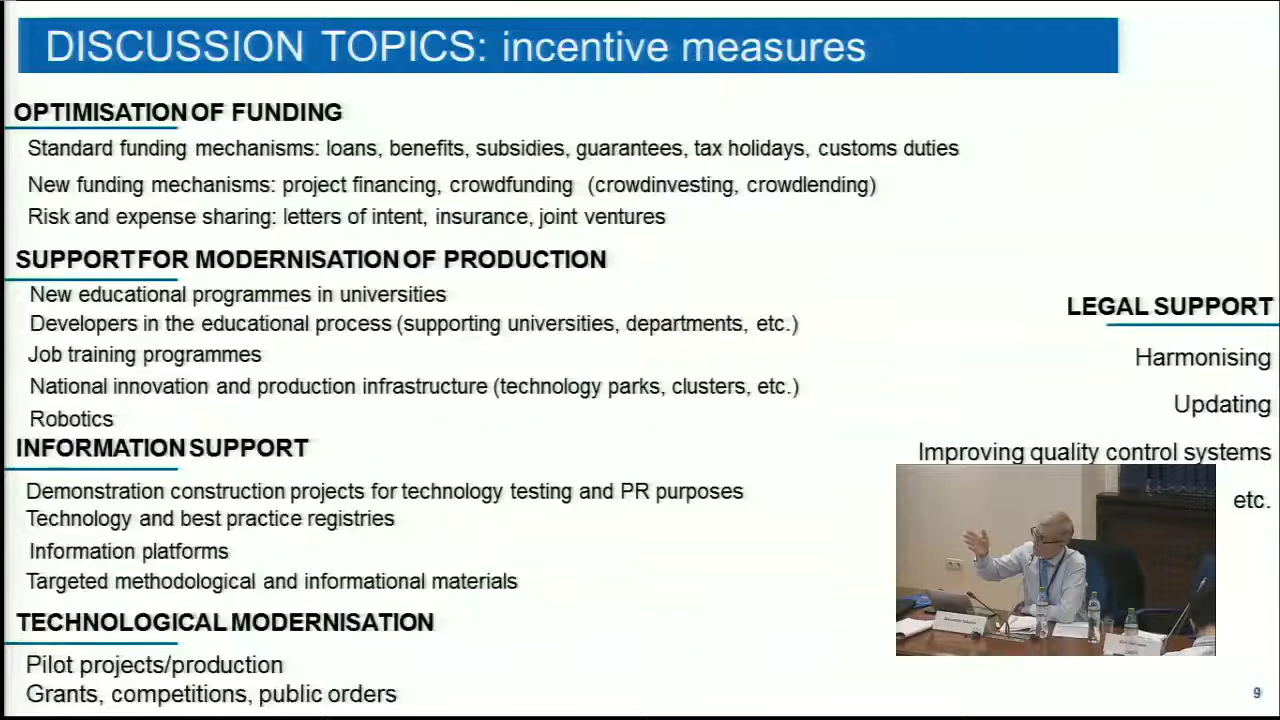 DISCUSSION TOPICS: incentive measures
OPTIMISATION OF FUNDING
Standard funding mechanisms: loans, benefits, subsidies, guarantees, tax holidays, customs duties
New funding mechanisms: project financing, crowdfunding (crowdinvesting, crowdlending)
Risk and expense sharing: letters of intent, insurance, joint ventures
SUPPORT FOR MODERNISATION OF PRODUCTION
New educational programmes in universities
Developers in the educational process (supporting universities, departments, etc.)
Job training programmes
National innovation and production infrastructure (technology parks, clusters, etc.)
Robotics
INFORMATION SUPPORT
Demonstration construction projects for technology testing and PR purposes
Technology and best practice registries
Information platforms
Targeted methodological and informational materials
TECHNOLOGICAL MODERNISATION
Pilot projects/production
Grants, competitions, public orders
LEGAL SUPPORT
Harmonising
Updating
Improving quality control systems
etc.
9